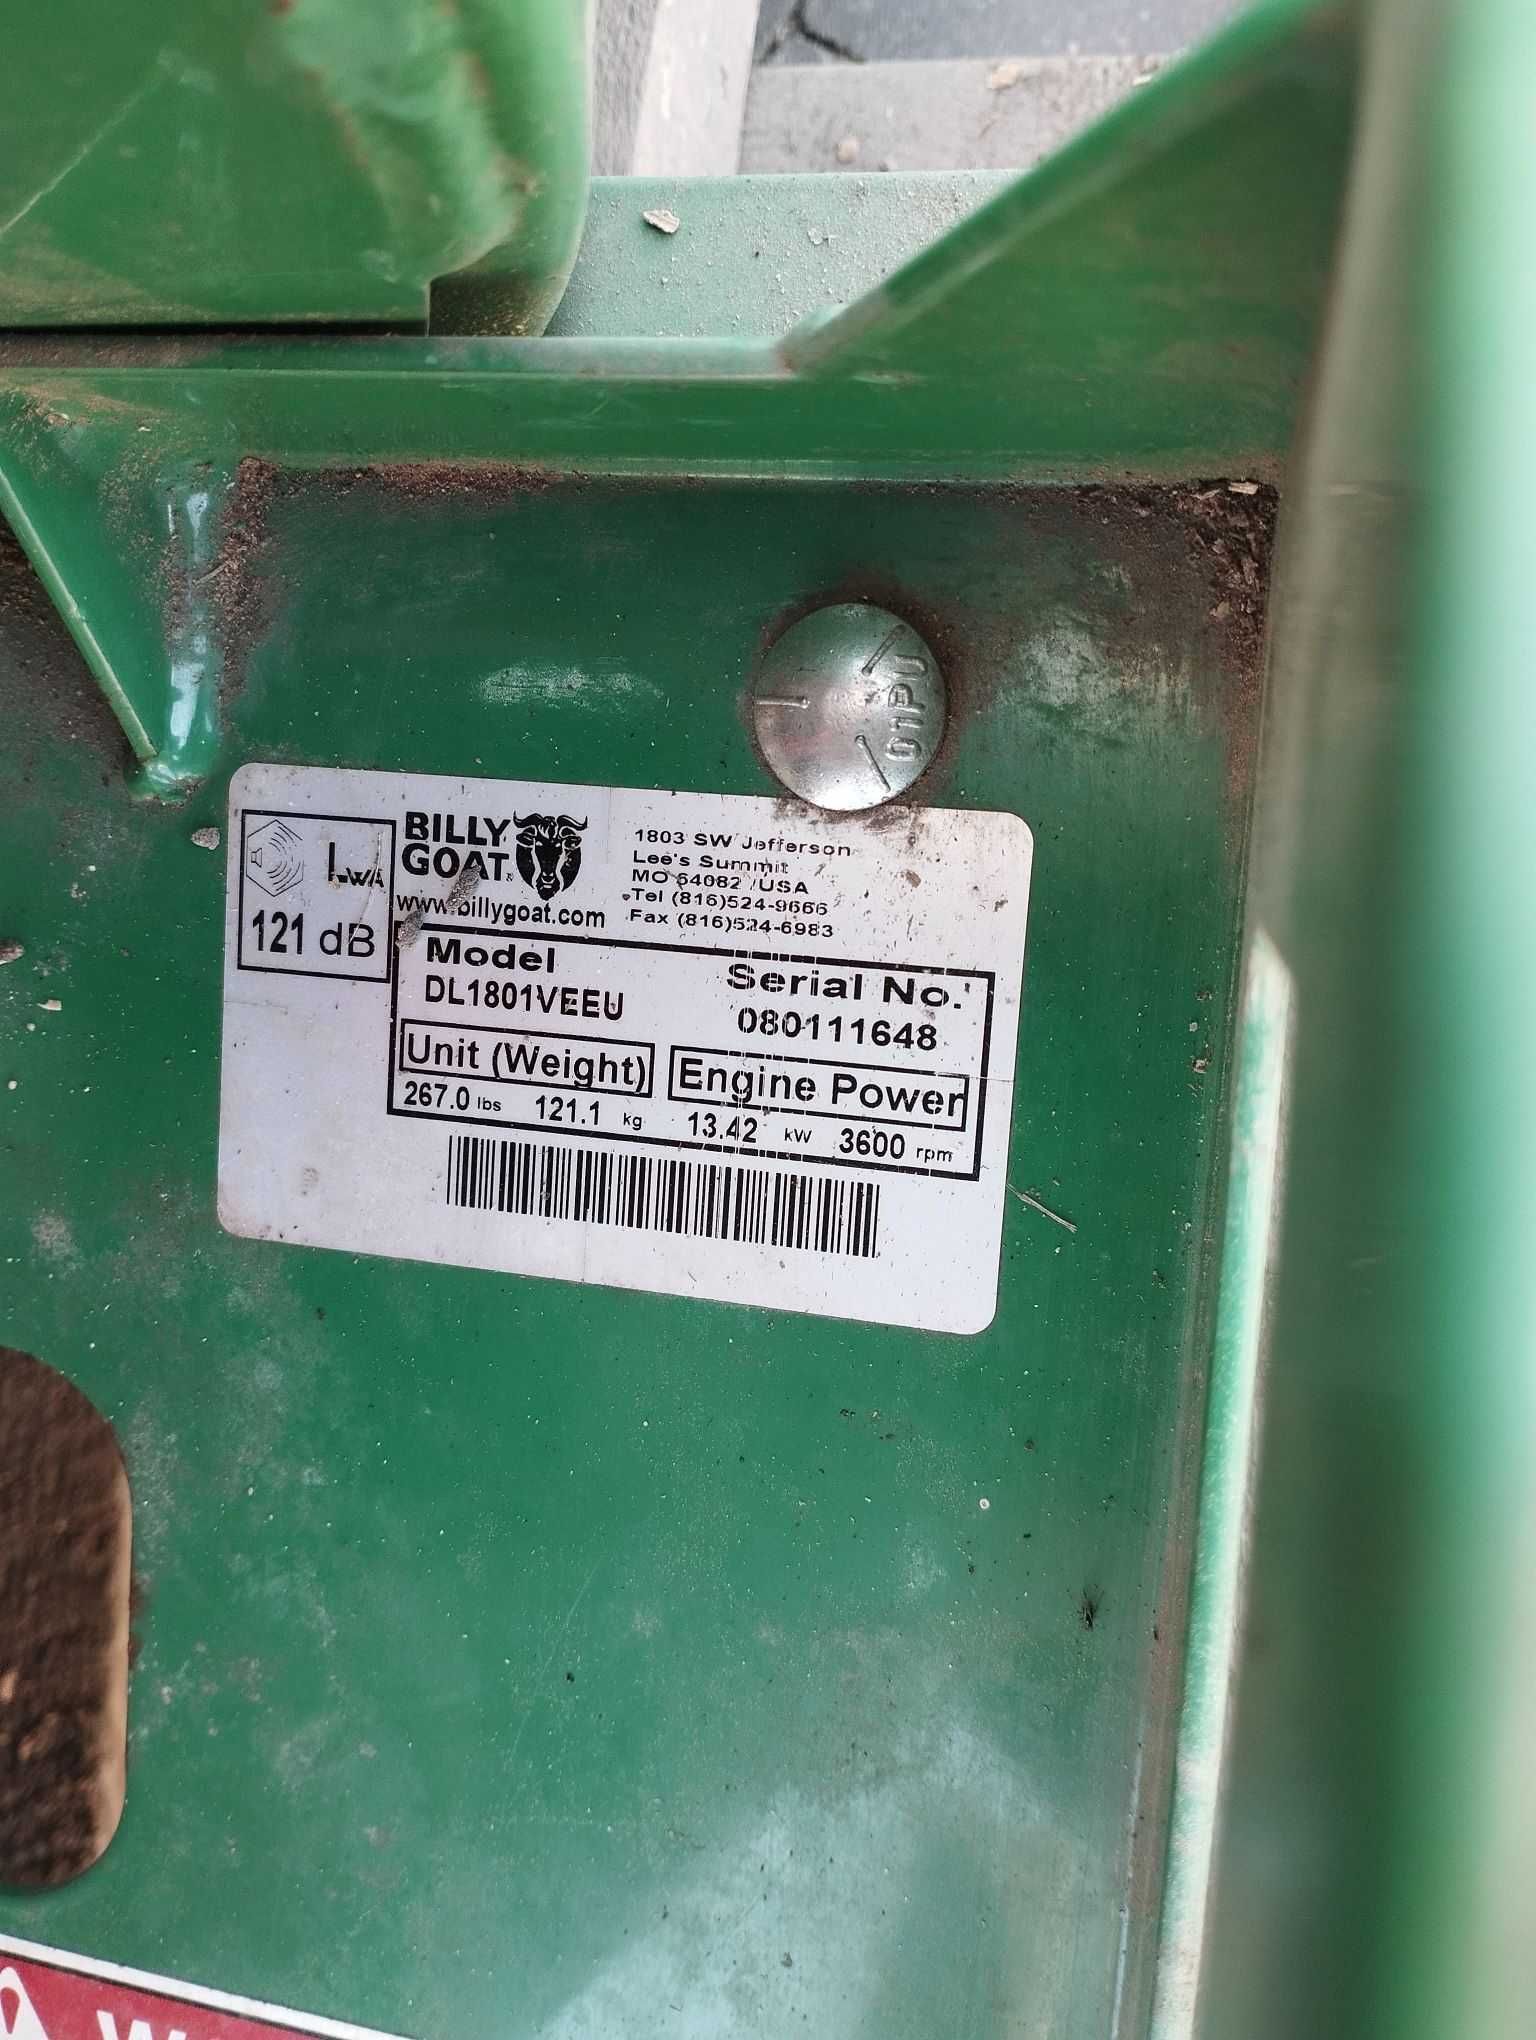 01PU
LWA
121 dB
BILLY
GOAT
www.billygoat.com
1803 SW Jefferson
Lee's Summit
MO 64082 /USA
Tel (816)524-9666
Fax (816)524-6983
Model
DL1801VEEU
Serial No.
080111648
Unit (Weight)
267.0 lbs 121.1 kg
Engine Power
13.42 kW 3600 rpm